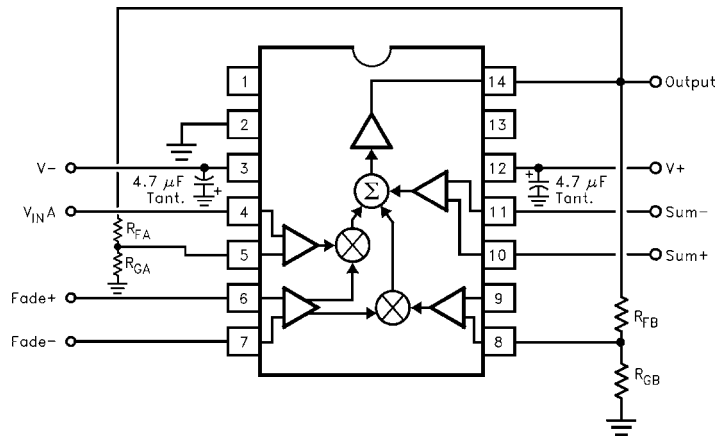 1
14
Output
2
13
V-
3
12
V+
4.7 μF
Tant.
+
+
4.7 μF
Tant.
Σ
V_IN A
4
11
Sum-
R_FA
5
10
Sum+
R_GA
Fade+
6
9
R_FB
Fade-
7
8
R_GB